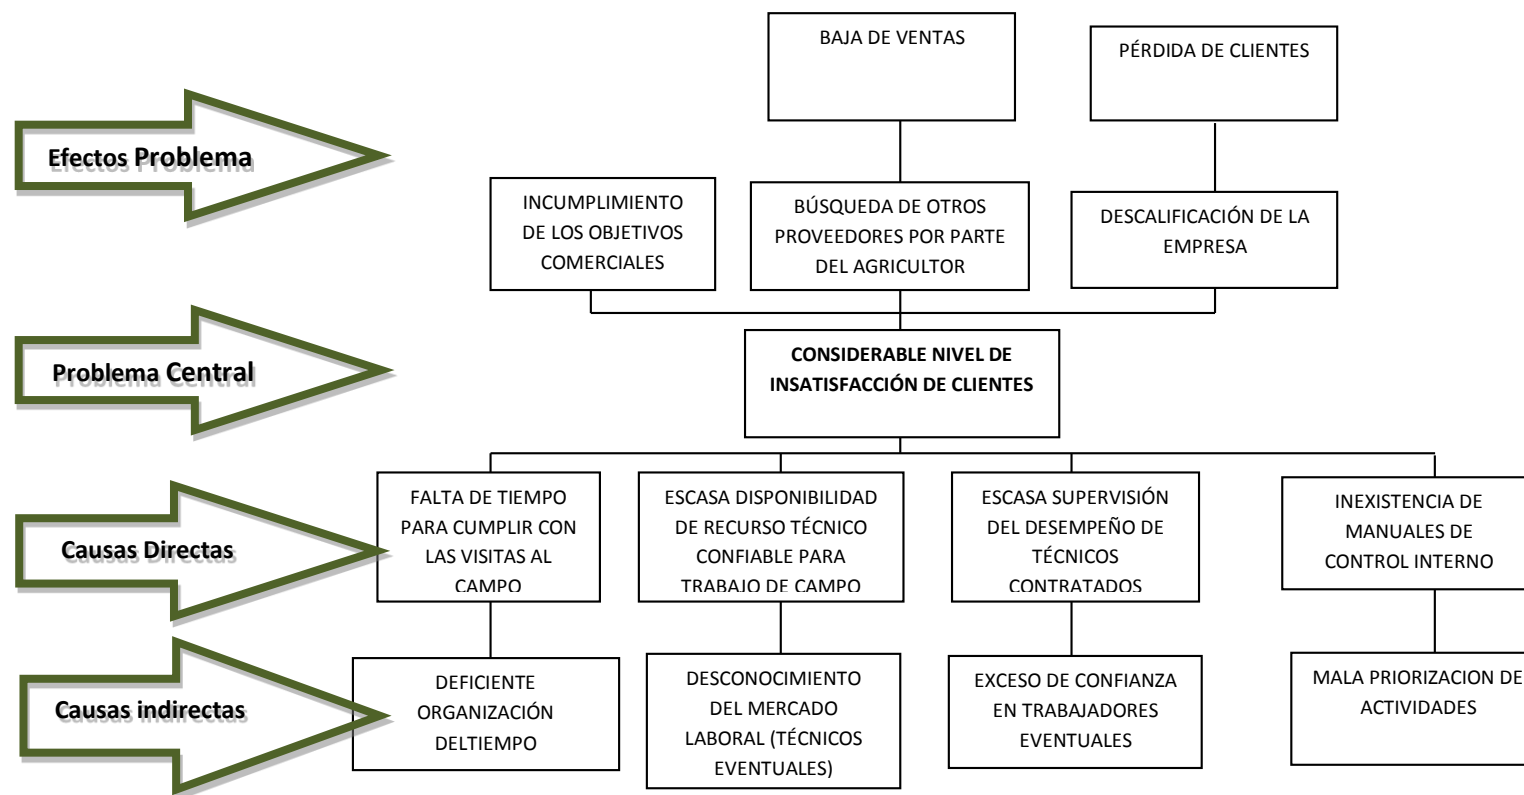 BAJA DE VENTAS
PÉRDIDA DE CLIENTES
Efectos Problema
INCUMPLIMIENTO
DE LOS OBJETIVOS
COMERCIALES
BÚSQUEDA DE OTROS
PROVEEDORES POR PARTE
DEL AGRICULTOR
DESCALIFICACIÓN DE LA
EMPRESA
Problema Central
CONSIDERABLE NIVEL DE
INSATISFACCIÓN DE CLIENTES
Causas Directas
FALTA DE TIEMPO
PARA CUMPLIR CON
LAS VISITAS AL
CAMPO
ESCASA DISPONIBILIDAD
DE RECURSO TÉCNICO
CONFIABLE PARA
TRABAJO DE CAMPO
ESCASA SUPERVISIÓN
DEL DESEMPEÑO DE
TÉCNICOS
CONTRATADOS
INEXISTENCIA DE
MANUALES DE
CONTROL INTERNO
Causas indirectas
DEFICIENTE
ORGANIZACIÓN
DELTIEMPO
DESCONOCIMIENTO
DEL MERCADO
LABORAL (TÉCNICOS
EVENTUALES)
EXCESO DE CONFIANZA
EN TRABAJADORES
EVENTUALES
MALA PRIORIZACION DE
ACTIVIDADES